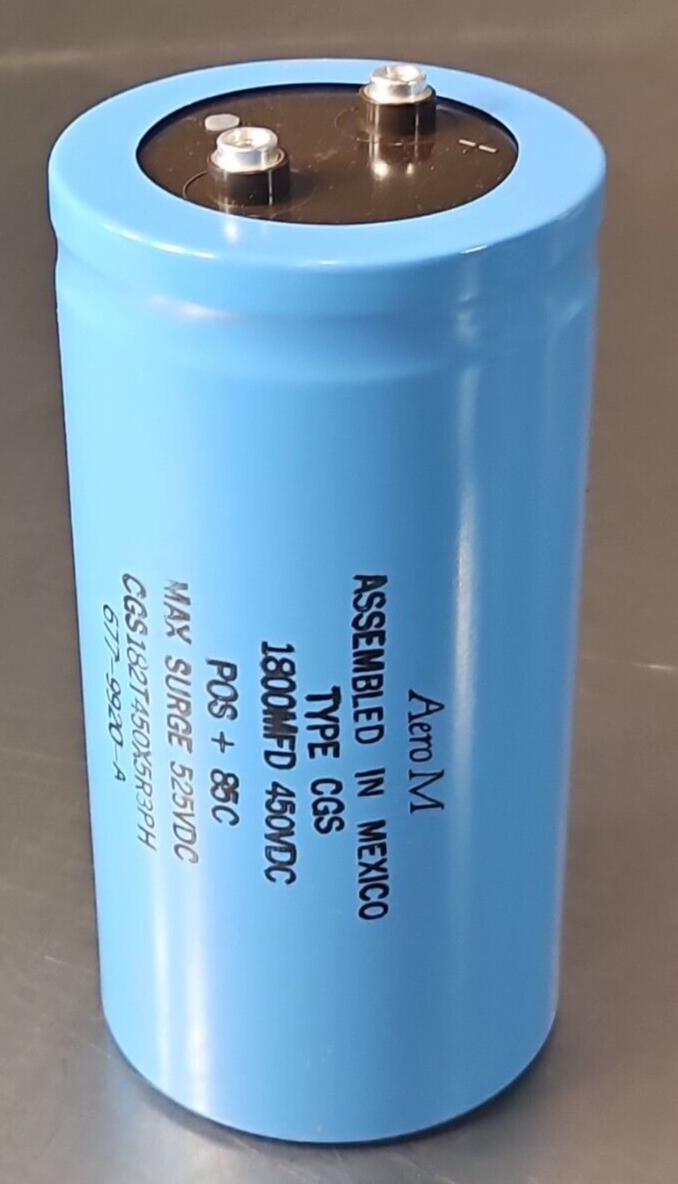 Aero M
ASSEMBLED IN MEXICO
TYPE CGS
1800MFD 450VDC
POS + 85C
MAX SURGE 525VDC
CGS182T450X5R3PH
677-9920-A